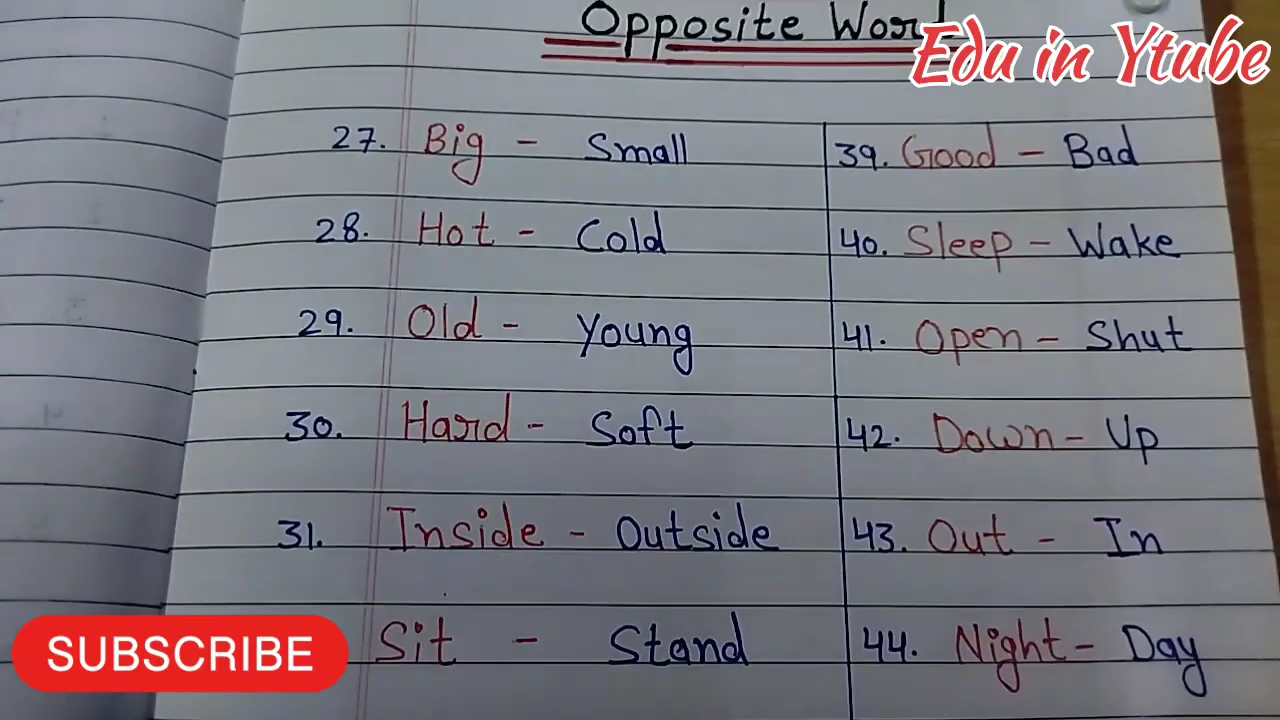 Opposite Word
Edu in Ytube
27. Big - Small
28. Hot - Cold
29. Old - Young
30. Hard - Soft
31. Inside - Outside
Sit - Stand
39. Good - Bad
40. Sleep - Wake
41. Open - Shut
42. Down - Up
43. Out - In
44. Night - Day
SUBSCRIBE